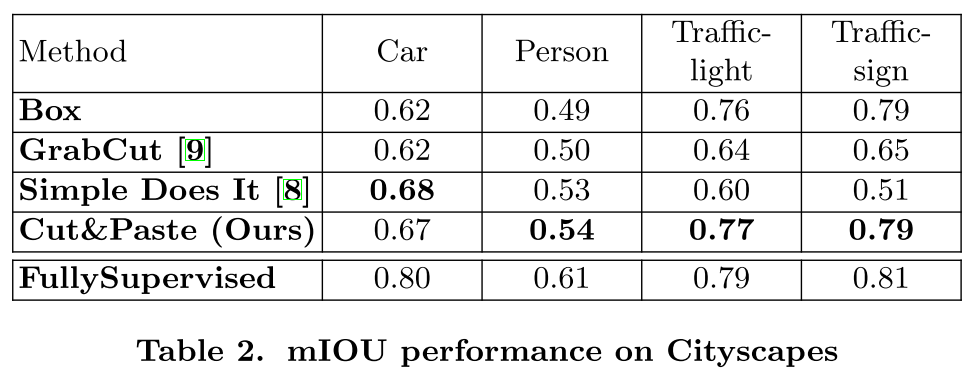 Method Car Person Traffic-light Traffic-sign
Box 0.62 0.49 0.76 0.79
GrabCut [9] 0.62 0.50 0.64 0.65
Simple Does It [8] 0.68 0.53 0.60 0.51
Cut&Paste (Ours) 0.67 0.54 0.77 0.79
FullySupervised 0.80 0.61 0.79 0.81
Table 2. mIOU performance on Cityscapes